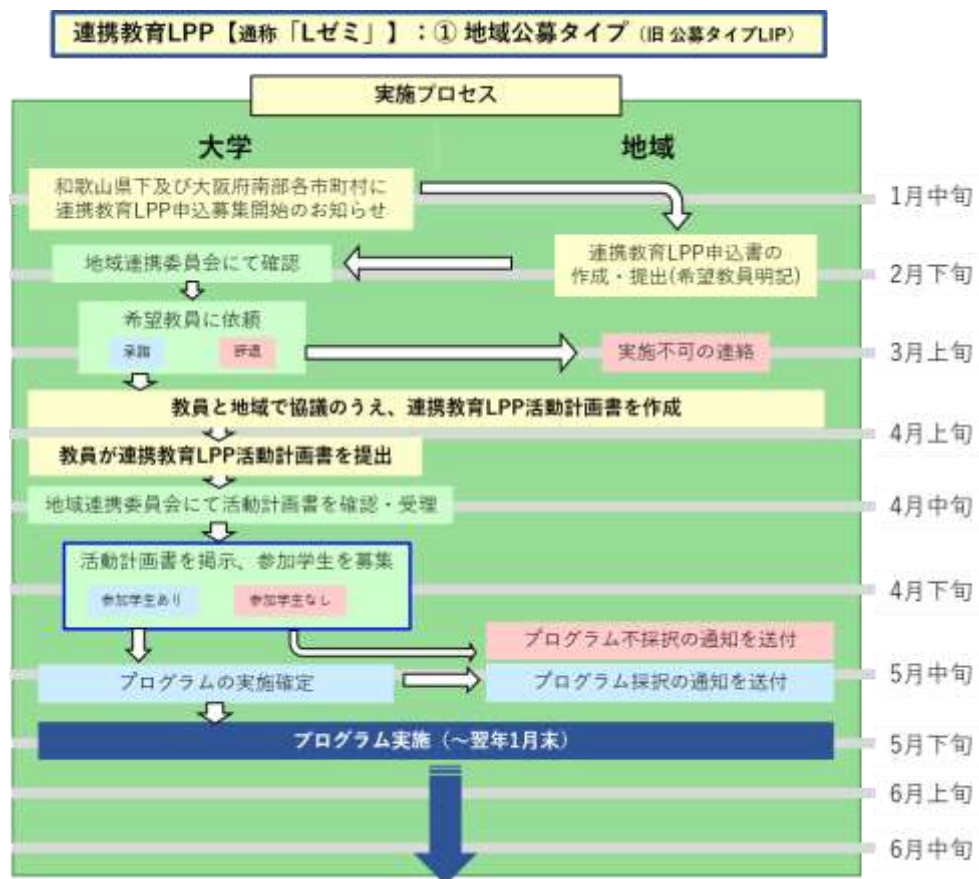 連携教育LPP【通称「Lゼミ」】：① 地域公募タイプ（旧 公募タイプLIP）
実施プロセス
大学
地域
和歌山県下及び大阪府南部各市町村に
連携教育LPP申込募集開始のお知らせ
1月中旬
地域連携委員会にて確認
連携教育LPP申込書の
作成・提出(希望教員明記)
2月下旬
希望教員に依頼
承諾
辞退
実施不可の連絡
3月上旬
教員と地域で協議のうえ、連携教育LPP活動計画書を作成
4月上旬
教員が連携教育LPP活動計画書を提出
地域連携委員会にて活動計画書を確認・受理
4月中旬
活動計画書を掲示、参加学生を募集
参加学生あり
参加学生なし
4月下旬
プログラム不採択の通知を送付
プログラムの実施確定
プログラム採択の通知を送付
5月中旬
プログラム実施（～翌年1月末）
5月下旬
6月上旬
6月中旬